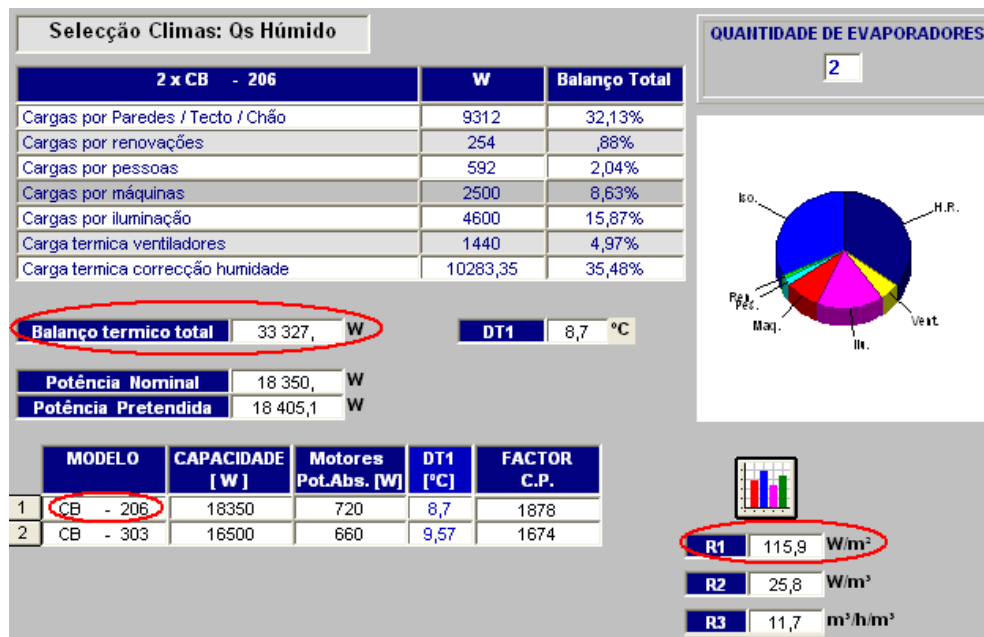 Selecção Climas: Qs Húmido
QUANTIDADE DE EVAPORADORES
2
2 x CB - 206 W Balanço Total
Cargas por Paredes / Tecto / Chão 9312 32,13%
Cargas por renovações 254 ,88%
Cargas por pessoas 592 2,04%
Cargas por máquinas 2500 8,63%
Cargas por iluminação 4600 15,87%
Carga termica ventiladores 1440 4,97%
Carga termica correcção humidade 10283,35 35,48%
Iso.
H.R.
Ren.
Pes.
Maq.
Ilu.
Vent.
Balanço termico total 33 327, W
DT1 8,7 ºC
Potência Nominal 18 350, W
Potência Pretendida 18 405,1 W
MODELO CAPACIDADE [ W ] Motores Pot.Abs. [W] DT1 [ºC] FACTOR C.P.
1 CB - 206 18350 720 8,7 1878
2 CB - 303 16500 660 9,57 1674
R1 115,9 W/m²
R2 25,8 W/m³
R3 11,7 m³/h/m³